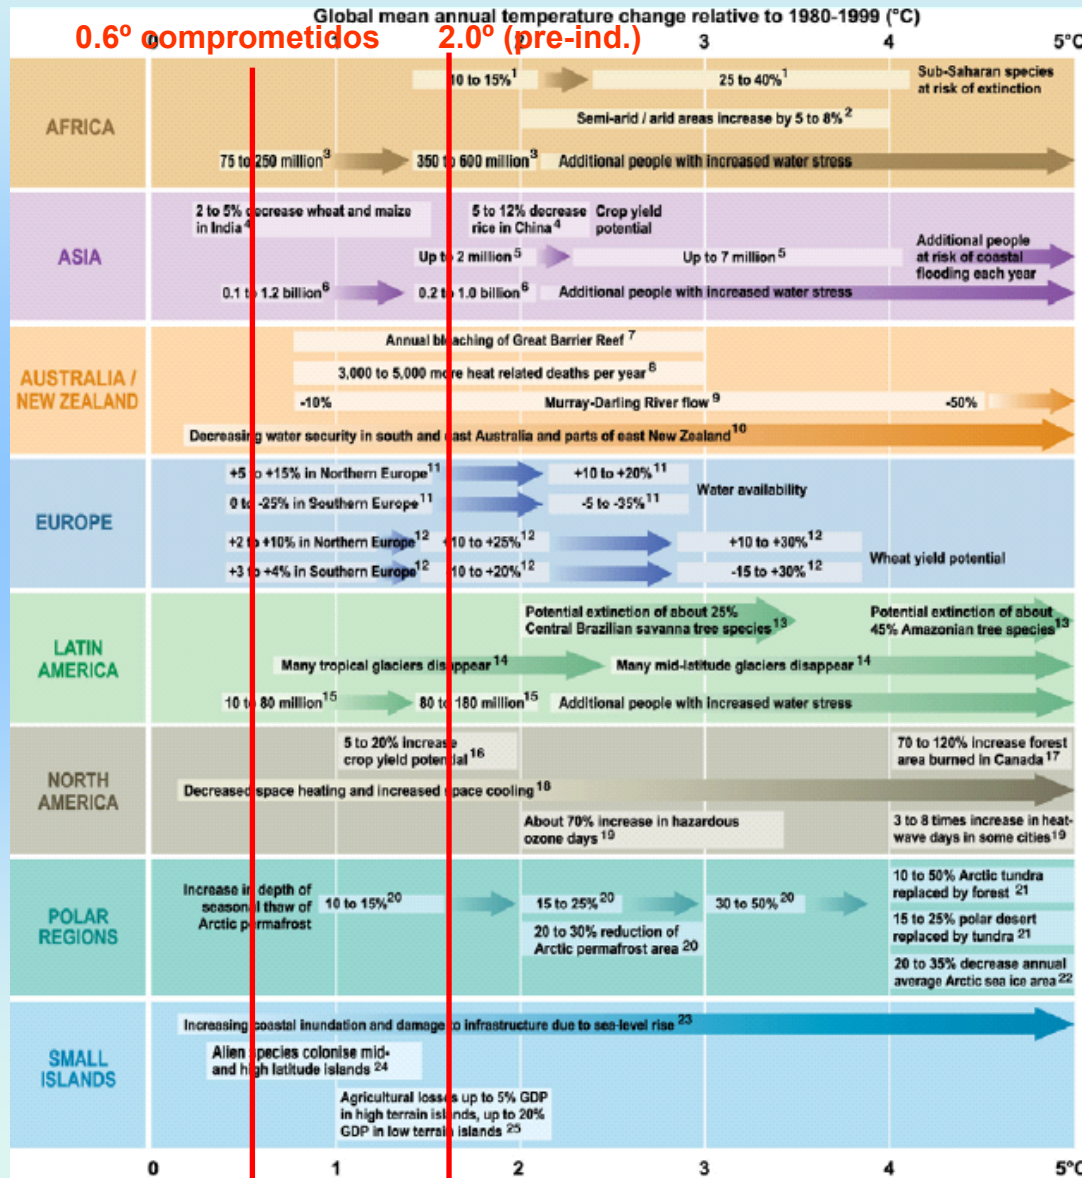 Global mean annual temperature change relative to 1980-1999 (°C)
0.6º comprometidos 2.0º (pre-ind.)
0 1 2 3 4 5°C
AFRICA
10 to 15%1 25 to 40%1 Sub-Saharan species
at risk of extinction
Semi-arid / arid areas increase by 5 to 8%2
75 to 250 million3 350 to 600 million3 Additional people with increased water stress
ASIA
2 to 5% decrease wheat and maize
in India4
5 to 12% decrease
rice in China4
Crop yield
potential
Up to 2 million5 Up to 7 million5
Additional people
at risk of coastal
flooding each year
0.1 to 1.2 billion6 0.2 to 1.0 billion6 Additional people with increased water stress
AUSTRALIA /
NEW ZEALAND
Annual bleaching of Great Barrier Reef7
3,000 to 5,000 more heat related deaths per year8
-10% Murray-Darling River flow9 -50%
Decreasing water security in south and east Australia and parts of east New Zealand10
EUROPE
+5 to +15% in Northern Europe11 +10 to +20%11
0 to -25% in Southern Europe11 -5 to -35%11
Water availability
+2 to +10% in Northern Europe12 +10 to +25%12 +10 to +30%12
+3 to +4% in Southern Europe12 10 to +20%12 -15 to +30%12
Wheat yield potential
LATIN
AMERICA
Potential extinction of about 25%
Central Brazilian savanna tree species13
Potential extinction of about
45% Amazonian tree species13
Many tropical glaciers disappear14 Many mid-latitude glaciers disappear14
10 to 80 million15 80 to 180 million15 Additional people with increased water stress
NORTH
AMERICA
5 to 20% increase
crop yield potential16
70 to 120% increase forest
area burned in Canada17
Decreased space heating and increased space cooling18
About 70% increase in hazardous
ozone days19
3 to 8 times increase in heat-
wave days in some cities19
POLAR
REGIONS
Increase in depth of
seasonal thaw of
Arctic permafrost
10 to 15%20 15 to 25%20 30 to 50%20
20 to 30% reduction of
Arctic permafrost area20
10 to 50% Arctic tundra
replaced by forest21
15 to 25% polar desert
replaced by tundra21
20 to 35% decrease annual
average Arctic sea ice area22
SMALL
ISLANDS
Increasing coastal inundation and damage to infrastructure due to sea-level rise23
Alien species colonise mid-
and high latitude islands24
Agricultural losses up to 5% GDP
in high terrain islands, up to 20%
GDP in low terrain islands25
0 1 2 3 4 5°C